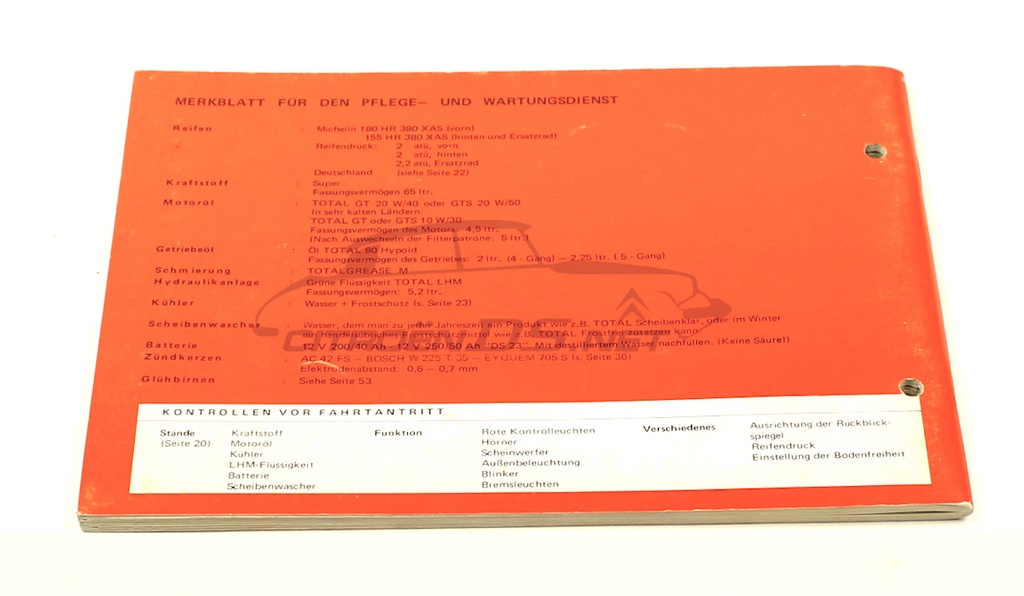 MERKBLATT FÜR DEN PFLEGE– UND WARTUNGSDIENST
Reifen : Michelin 180 HR 380 XAS (vorn)
155 HR 380 XAS (hinten und Ersatzrad)
Reifendruck: 2 atü, vorn
2 atü, hinten
2,2 atü, Ersatzrad
Deutschland (siehe Seite 22)
Kraftstoff : Super
Fassungsvermögen 65 ltr.
Motoröl : TOTAL GT 20 W/40 oder GTS 20 W/50
In sehr kalten Ländern:
TOTAL GT oder GTS 10 W/30
Fassungsvermögen des Motors: 4,5 ltr.
(Nach Auswechseln der Filterpatrone: 5 ltr.)
Getriebeöl : Öl TOTAL 80 Hypoid
Fassungsvermögen des Getriebes: 2 ltr. (4 - Gang) – 2,25 ltr. ( 5 - Gang)
Schmierung : TOTALGREASE M
Hydraulikanlage : Grüne Flüssigkeit TOTAL LHM
Fassungsvermögen: 5,2 ltr.
Kühler : Wasser + Frostschutz (s. Seite 23)
Scheibenwascher : Wasser, dem man zu jeder Jahreszeit ein Produkt wie z.B. TOTAL Scheibenklar, oder im Winter
ein handelsübliches Frostschutzmittel wie z.B. TOTAL Frostfrei zusetzen kann.
Batterie : 12 V 200/40 Ah - 12 V 250/50 Ah "DS 23". Mit destilliertem Wasser nachfüllen. (Keine Säure!)
Zündkerzen : AC 42 FS – BOSCH W 225 T 35 – EYQUEM 705 S (s. Seite 36)
Elektrodenabstand: 0,6 – 0,7 mm
Glühbirnen : Siehe Seite 53
KONTROLLEN VOR FAHRTANTRITT
Stande
(Seite 20)
Kraftstoff
Motoröl
Kühler
LHM-Flüssigkeit
Batterie
Scheibenwascher
Funktion
Rote Kontrolleuchten
Hörner
Scheinwerfer
Außenbeleuchtung
Blinker
Bremsleuchten
Verschiedenes
Ausrichtung der Rückblick-
spiegel
Reifendruck
Einstellung der Bodenfreiheit